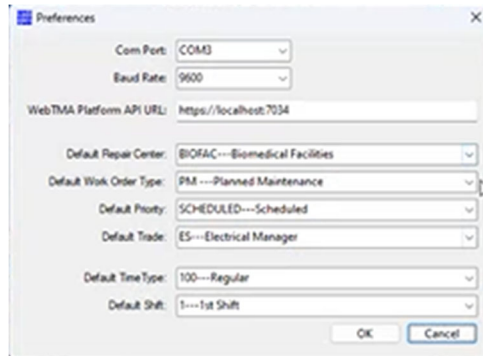 Preferences
Com Port: COM3
Baud Rate: 9600
WebTMA Platform API URL: https://localhost:7034
Default Repair Center: BIOFAC---Biomedical Facilities
Default Work Order Type: PM ---Planned Maintenance
Default Priority: SCHEDULED---Scheduled
Default Trade: ES---Electrical Manager
Default Time Type: 100---Regular
Default Shift: 1---1st Shift
OK Cancel